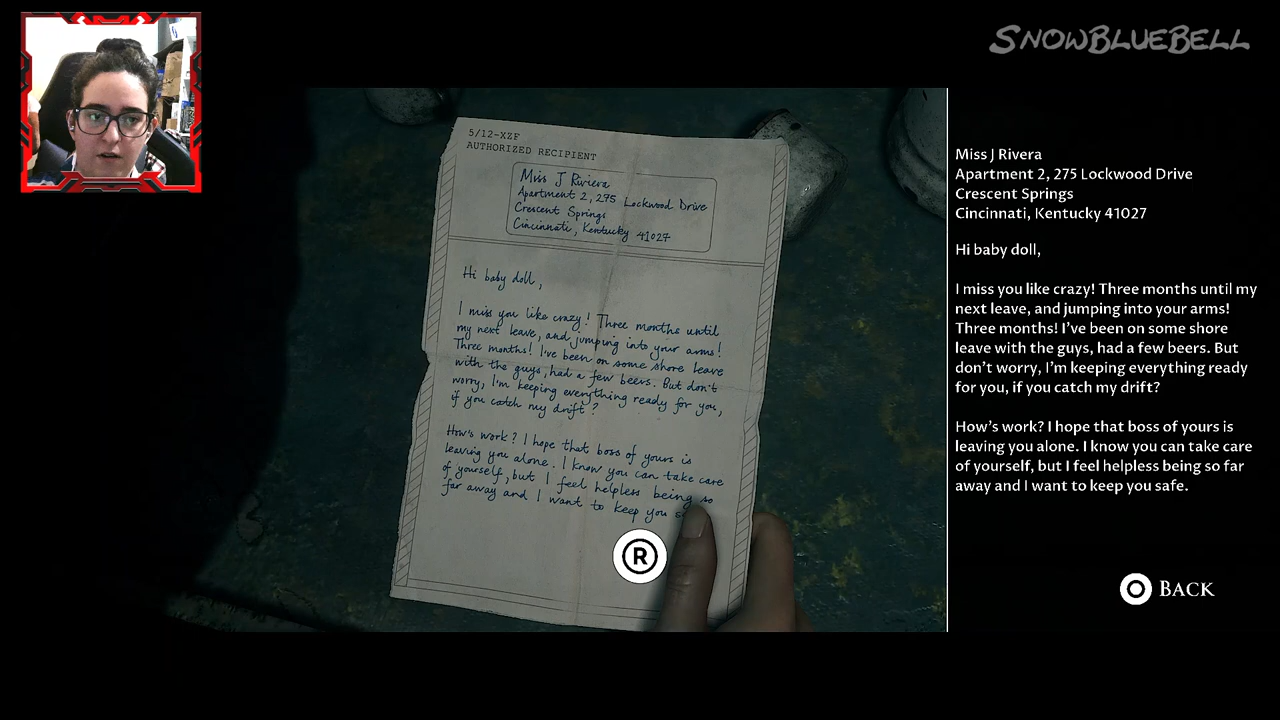 SNOWBLUEBELL
5/12-XZF
AUTHORIZED RECIPIENT
Miss J Riviera
Apartment 2, 275 Lockwood Drive
Crescent Springs
Cincinnati, Kentucky 41027
Hi baby doll,
I miss you like crazy! Three months until
my next leave, and jumping into your arms!
Three months! I've been on some shore leave
with the guys, had a few beers. But don't
worry, I'm keeping everything ready for you,
if you catch my drift?
How's work? I hope that boss of yours is
leaving you alone. I know you can take care
of yourself, but I feel helpless being so
far away and I want to keep you
R
Miss J Rivera
Apartment 2, 275 Lockwood Drive
Crescent Springs
Cincinnati, Kentucky 41027
Hi baby doll,
I miss you like crazy! Three months until my
next leave, and jumping into your arms!
Three months! I've been on some shore
leave with the guys, had a few beers. But
don't worry, I'm keeping everything ready
for you, if you catch my drift?
How's work? I hope that boss of yours is
leaving you alone. I know you can take care
of yourself, but I feel helpless being so far
away and I want to keep you safe.
BACK